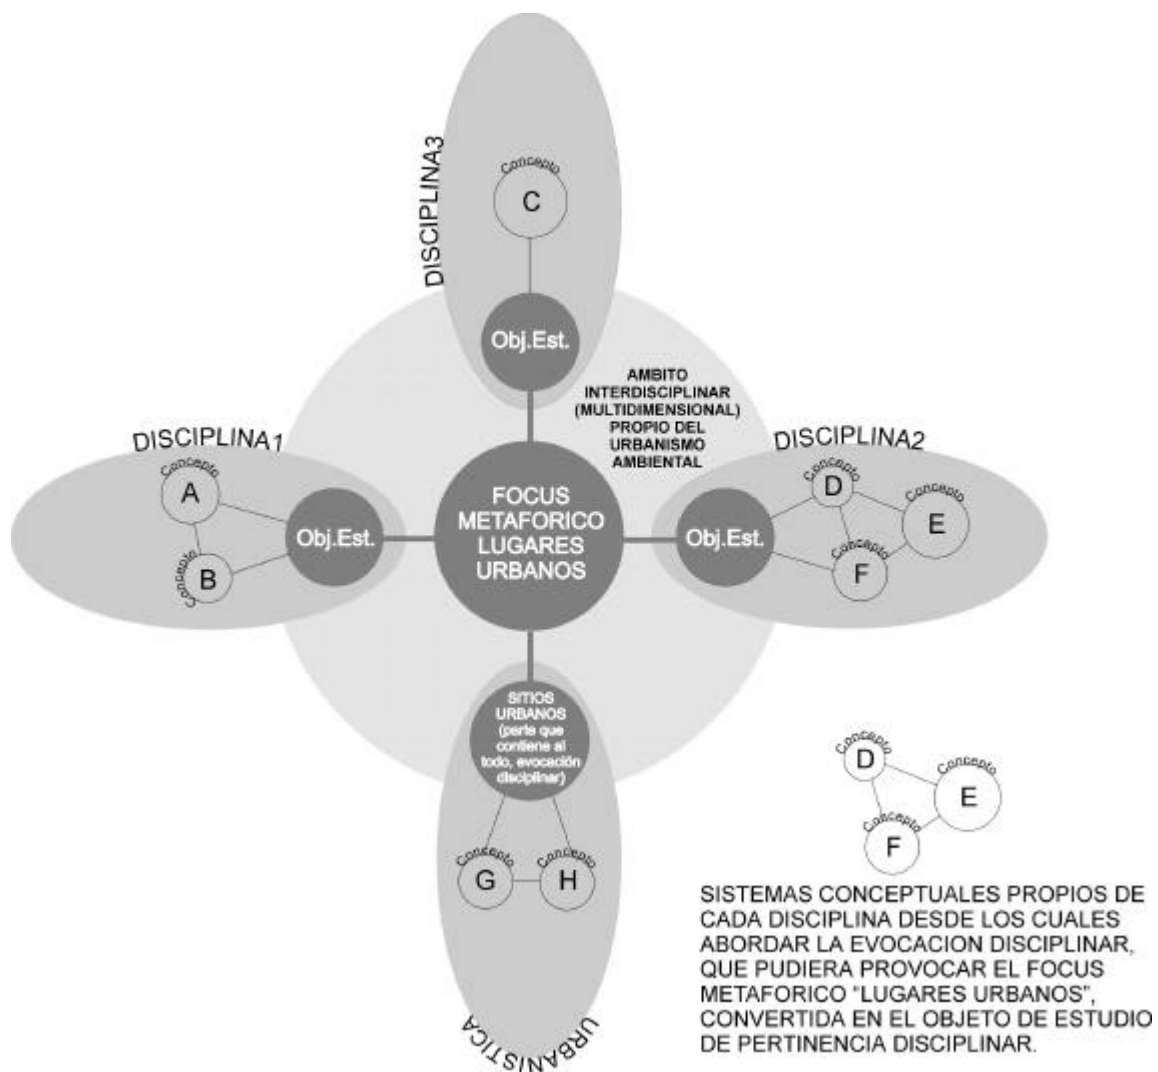 DISCIPLINA3
Concepto
C
Obj.Est.
AMBITO
INTERDISCIPLINAR
(MULTIDIMENSIONAL)
PROPIO DEL
URBANISMO
AMBIENTAL
DISCIPLINA1
Concepto
A
Concepto
Concepto
B
Obj.Est.
FOCUS
METAFORICO
LUGARES
URBANOS
DISCIPLINA2
Obj.Est.
Concepto
D
Concepto
E
Concepto
F
SITIOS
URBANOS
(parte que
contiene al
todo, evocación
disciplinar)
Concepto
G
Concepto
H
URBANISTICA
Concepto
D
Concepto
E
Concepto
F
SISTEMAS CONCEPTUALES PROPIOS DE
CADA DISCIPLINA DESDE LOS CUALES
ABORDAR LA EVOCACION DISCIPLINAR,
QUE PUDIERA PROVOCAR EL FOCUS
METAFORICO "LUGARES URBANOS",
CONVERTIDA EN EL OBJETO DE ESTUDIO
DE PERTINENCIA DISCIPLINAR.